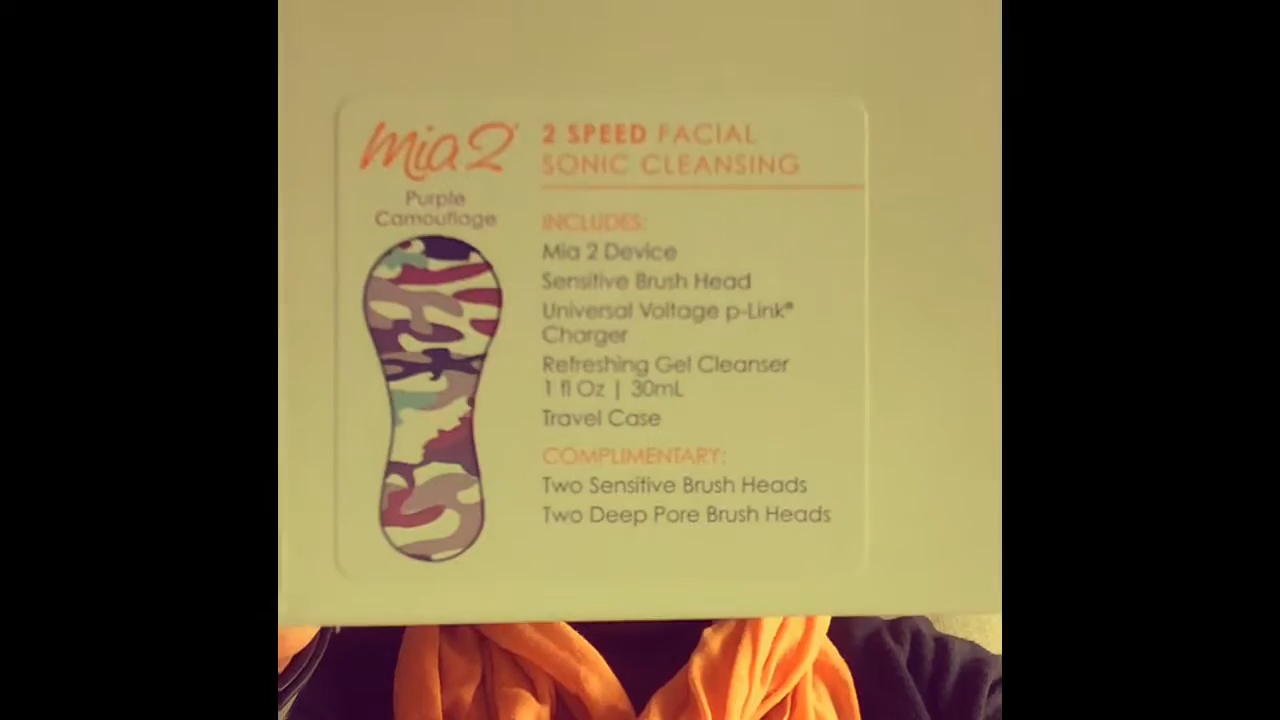 mia2
Purple
Camouflage
2 SPEED FACIAL
SONIC CLEANSING
INCLUDES:
Mia 2 Device
Sensitive Brush Head
Universal Voltage p-Link®
Charger
Refreshing Gel Cleanser
1 fl Oz | 30mL
Travel Case
COMPLIMENTARY:
Two Sensitive Brush Heads
Two Deep Pore Brush Heads